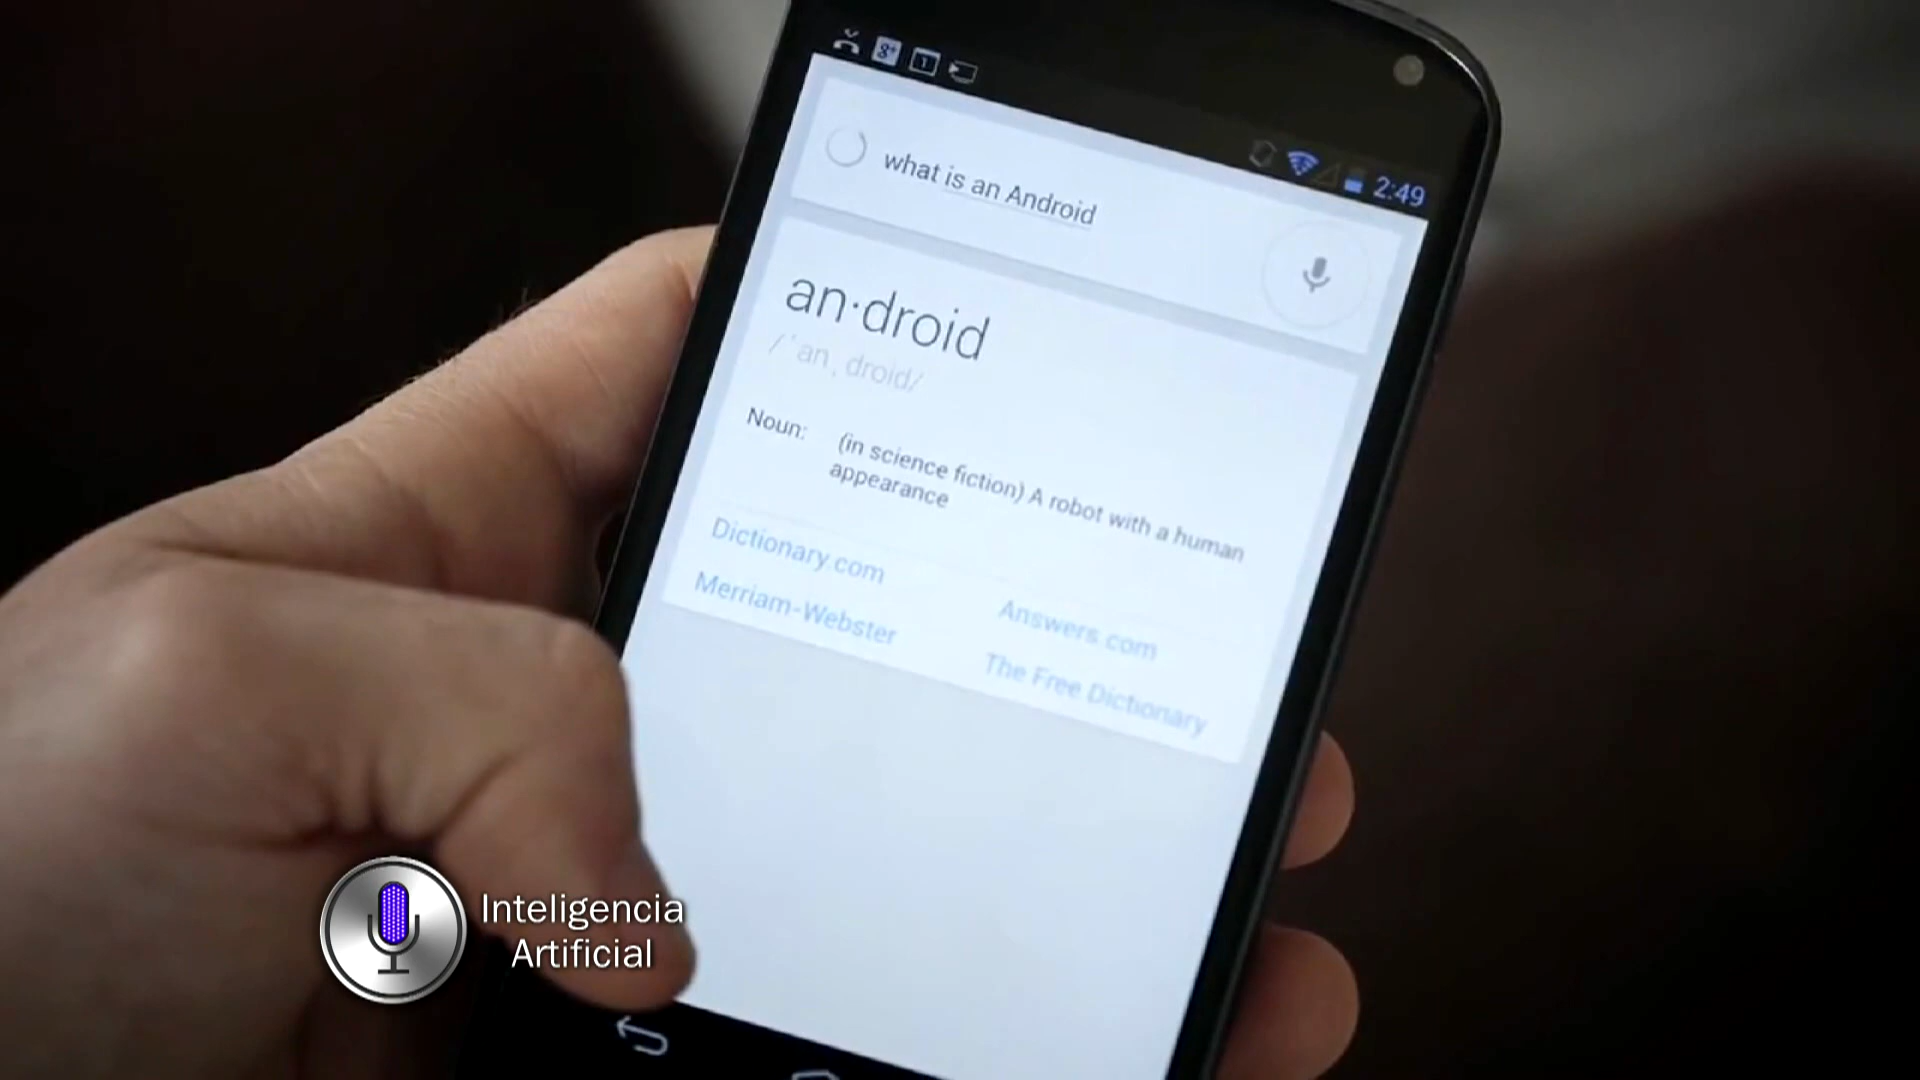 2:49
what is an Android
an·droid
/ˈan͵droid/
Noun: (in science fiction) A robot with a human
appearance
Dictionary.com
Answers.com
Merriam-Webster
The Free Dictionary
Inteligencia
Artificial